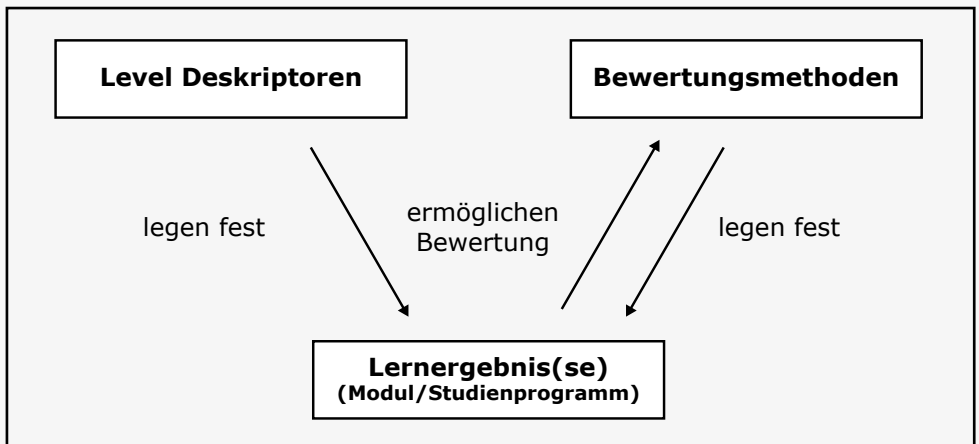 Level Deskriptoren
Bewertungsmethoden
legen fest
ermöglichen
Bewertung
legen fest
Lernergebnis(se)
(Modul/Studienprogramm)